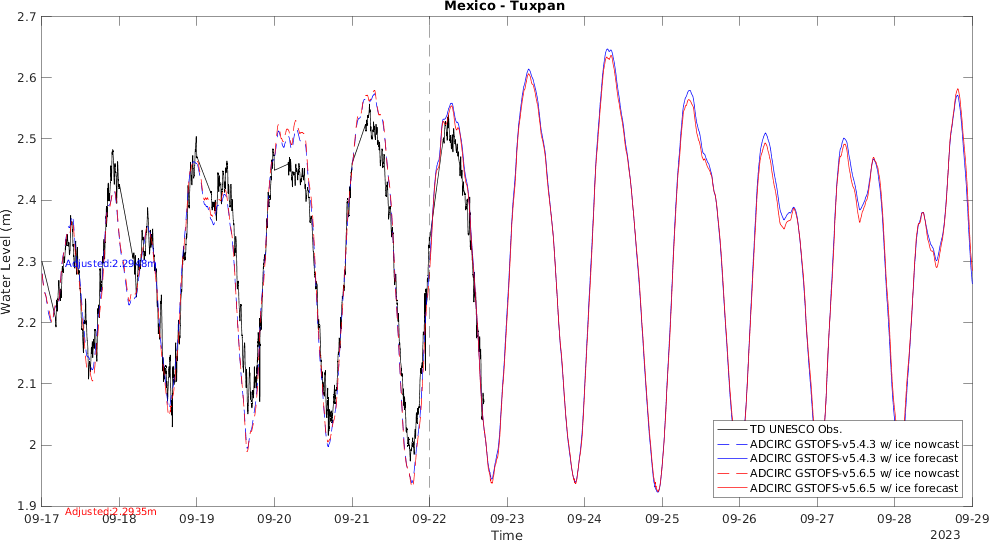 Mexico - Tuxpan
2.7
2.6
2.5
2.4
2.3
2.2
2.1
2
1.9
Water Level (m)
Adjusted:2.2948m
Adjusted:2.2935m
TD UNESCO Obs.
ADCIRC GSTOFS-v5.4.3 w/ ice nowcast
ADCIRC GSTOFS-v5.4.3 w/ ice forecast
ADCIRC GSTOFS-v5.6.5 w/ ice nowcast
ADCIRC GSTOFS-v5.6.5 w/ ice forecast
09-17 09-18 09-19 09-20 09-21 09-22 09-23 09-24 09-25 09-26 09-27 09-28 09-29
Time
2023